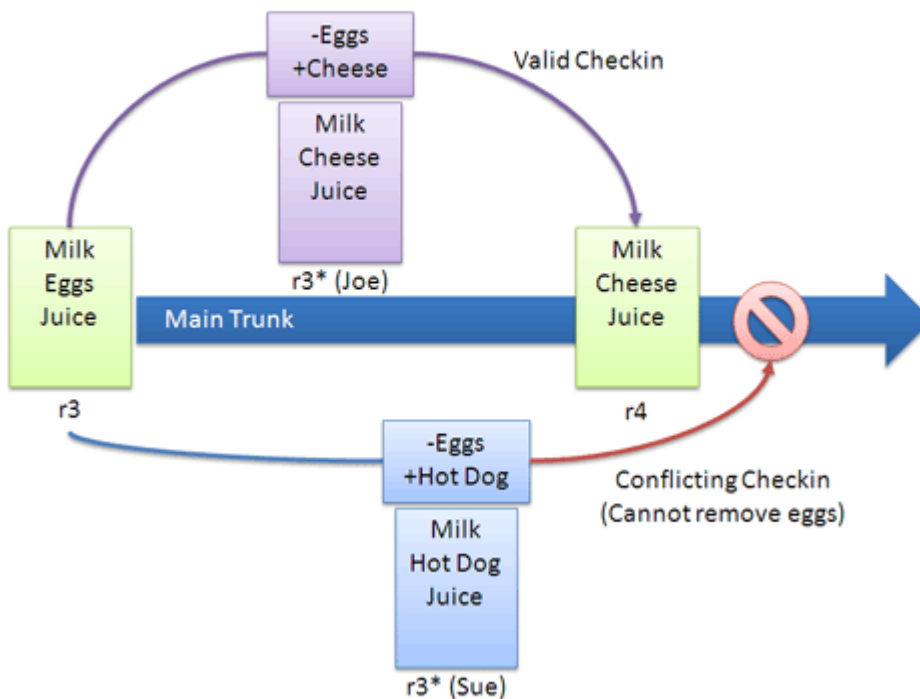 -Eggs
+Cheese
Valid Checkin
Milk
Cheese
Juice
r3* (Joe)
Milk
Eggs
Juice
r3
Main Trunk
Milk
Cheese
Juice
r4
-Eggs
+Hot Dog
Conflicting Checkin
(Cannot remove eggs)
Milk
Hot Dog
Juice
r3* (Sue)